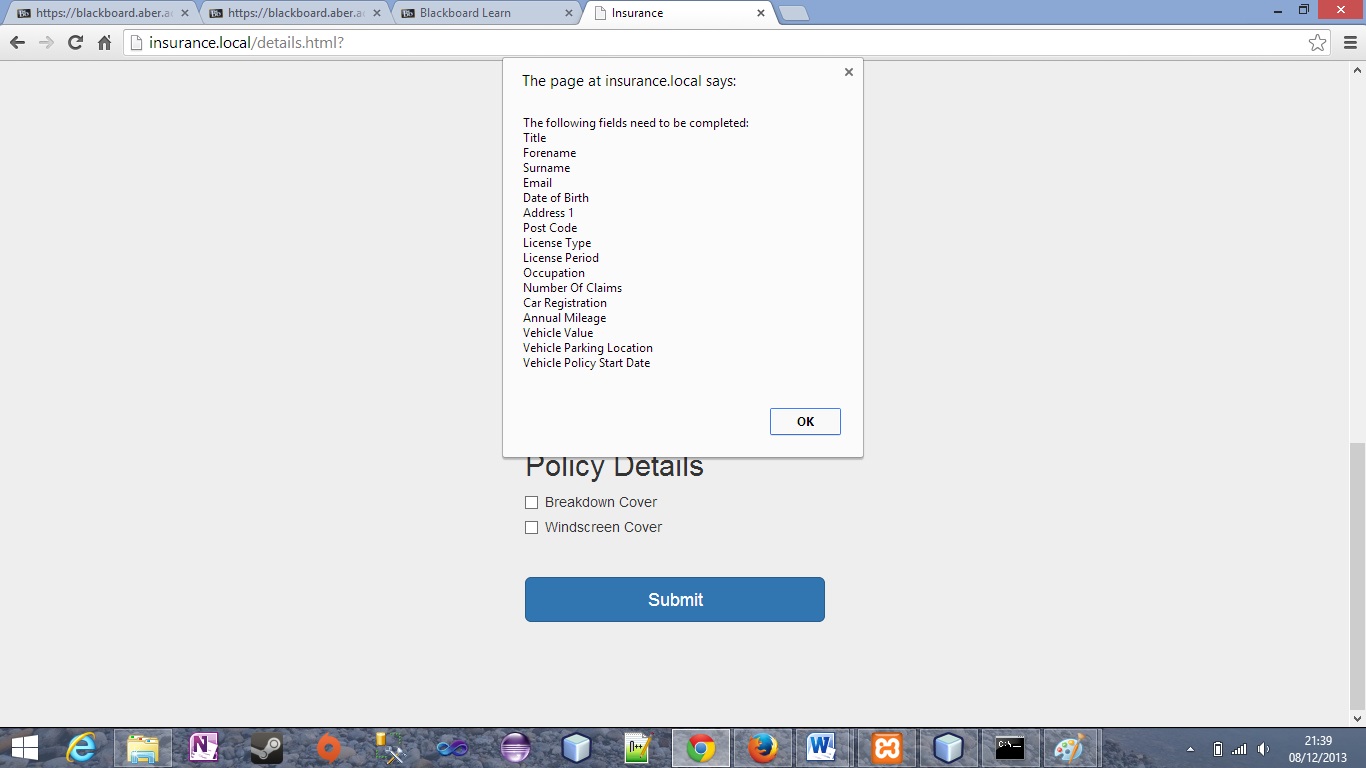 https://blackboard.aber.a
https://blackboard.aber.a
Blackboard Learn
Insurance
insurance.local/details.html?
The page at insurance.local says:
The following fields need to be completed:
Title
Forename
Surname
Email
Date of Birth
Address 1
Post Code
License Type
License Period
Occupation
Number Of Claims
Car Registration
Annual Mileage
Vehicle Value
Vehicle Parking Location
Vehicle Policy Start Date
OK
Policy Details
Breakdown Cover
Windscreen Cover
Submit
21:39
08/12/2013